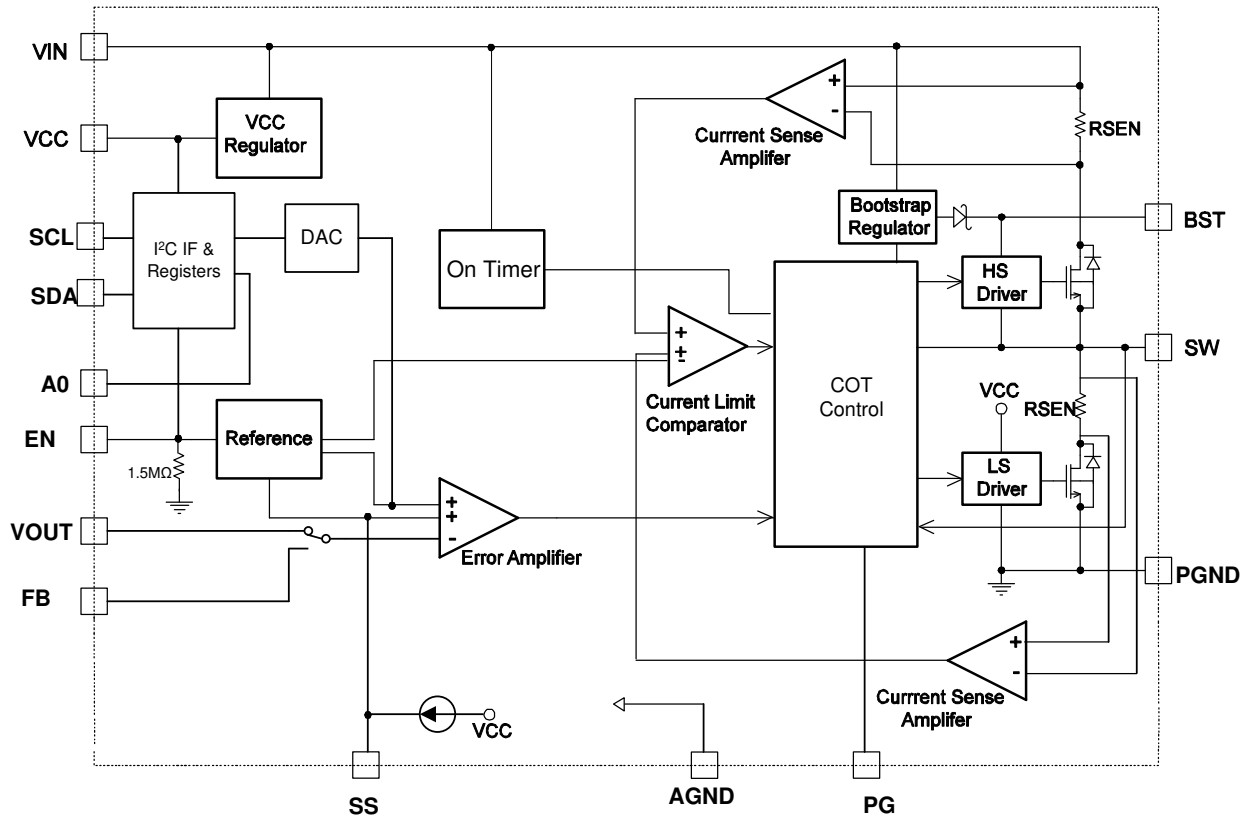 VIN
VCC
VCC
Regulator
+
-
Currrent Sense
Amplifer
RSEN
SCL
SDA
I²C IF &
Registers
DAC
On Timer
Bootstrap
Regulator
BST
HS
Driver
A0
+
+
-
Current Limit
Comparator
COT
Control
SW
VCC
RSEN
EN
Reference
1.5MΩ
LS
Driver
VOUT
+
+
-
Error Amplifier
FB
PGND
+
-
Currrent Sense
Amplifer
VCC
SS
AGND
PG